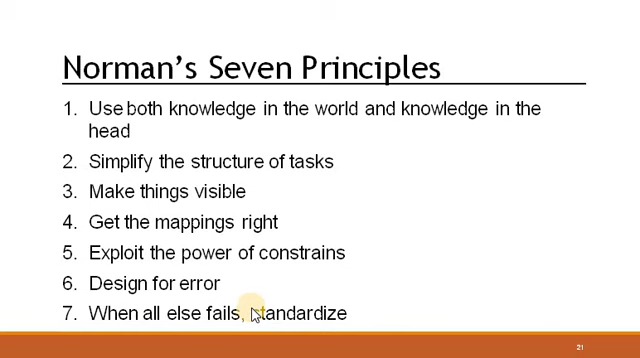 Norman's Seven Principles
1. Use both knowledge in the world and knowledge in the
head
2. Simplify the structure of tasks
3. Make things visible
4. Get the mappings right
5. Exploit the power of constrains
6. Design for error
7. When all else fails, standardize
21